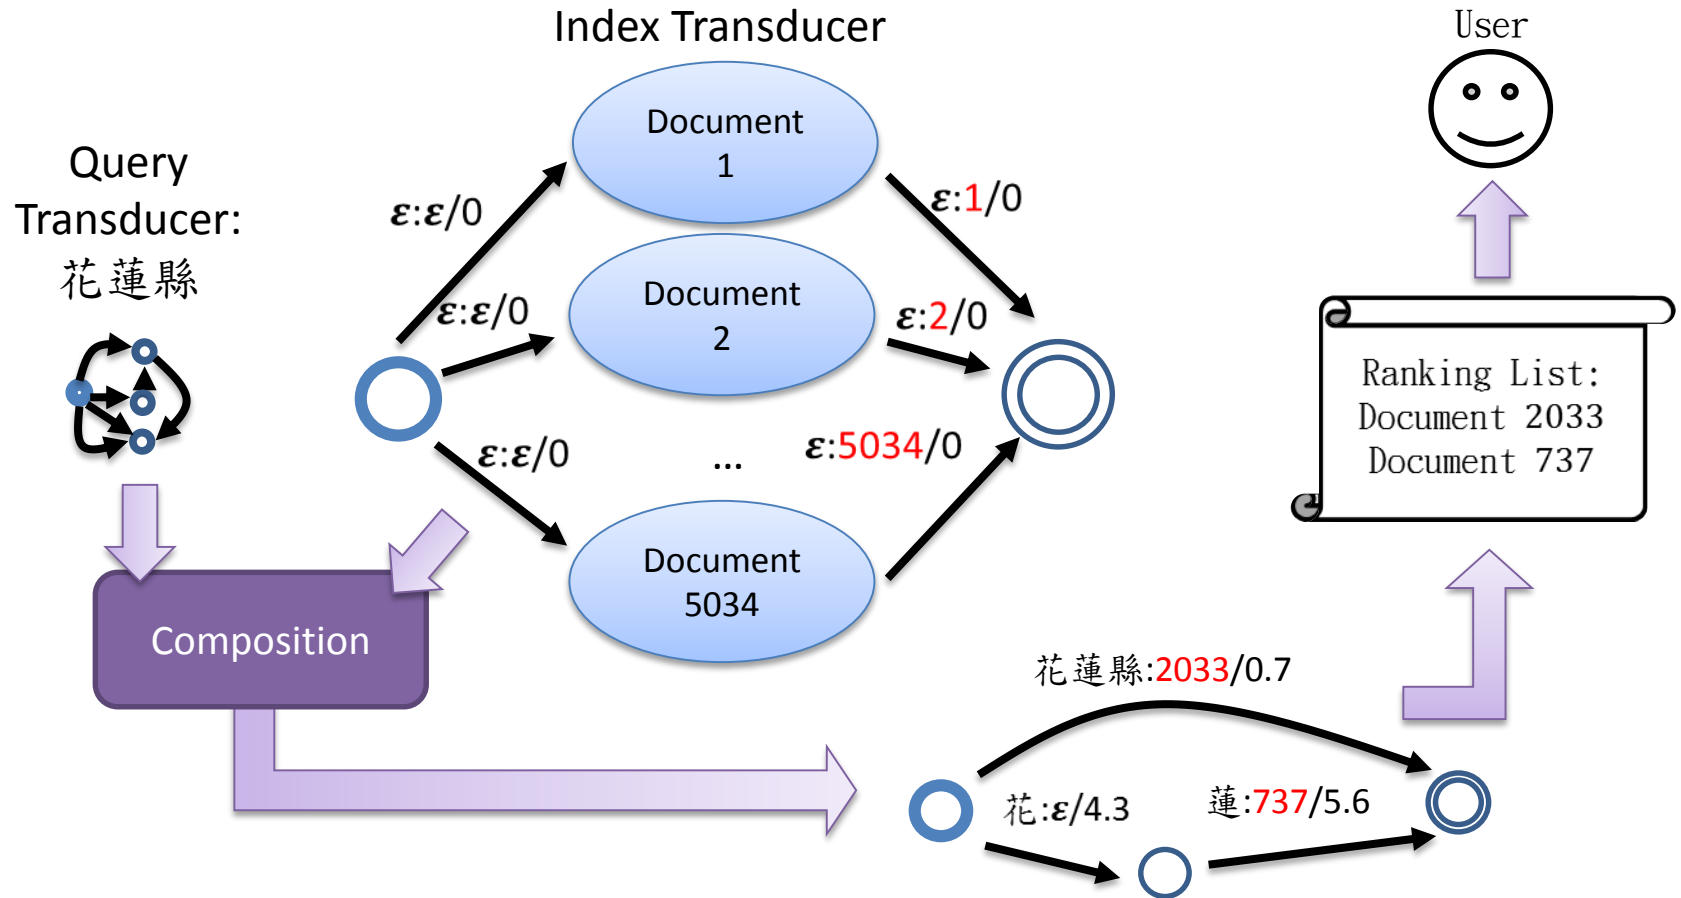 Index Transducer
User
Query
Transducer:
花蓮縣
Document
1
Document
2
...
Document
5034
ε:ε/0
ε:ε/0
ε:ε/0
ε:1/0
ε:2/0
ε:5034/0
Composition
花蓮縣:2033/0.7
花:ε/4.3
蓮:737/5.6
Ranking List:
Document 2033
Document 737